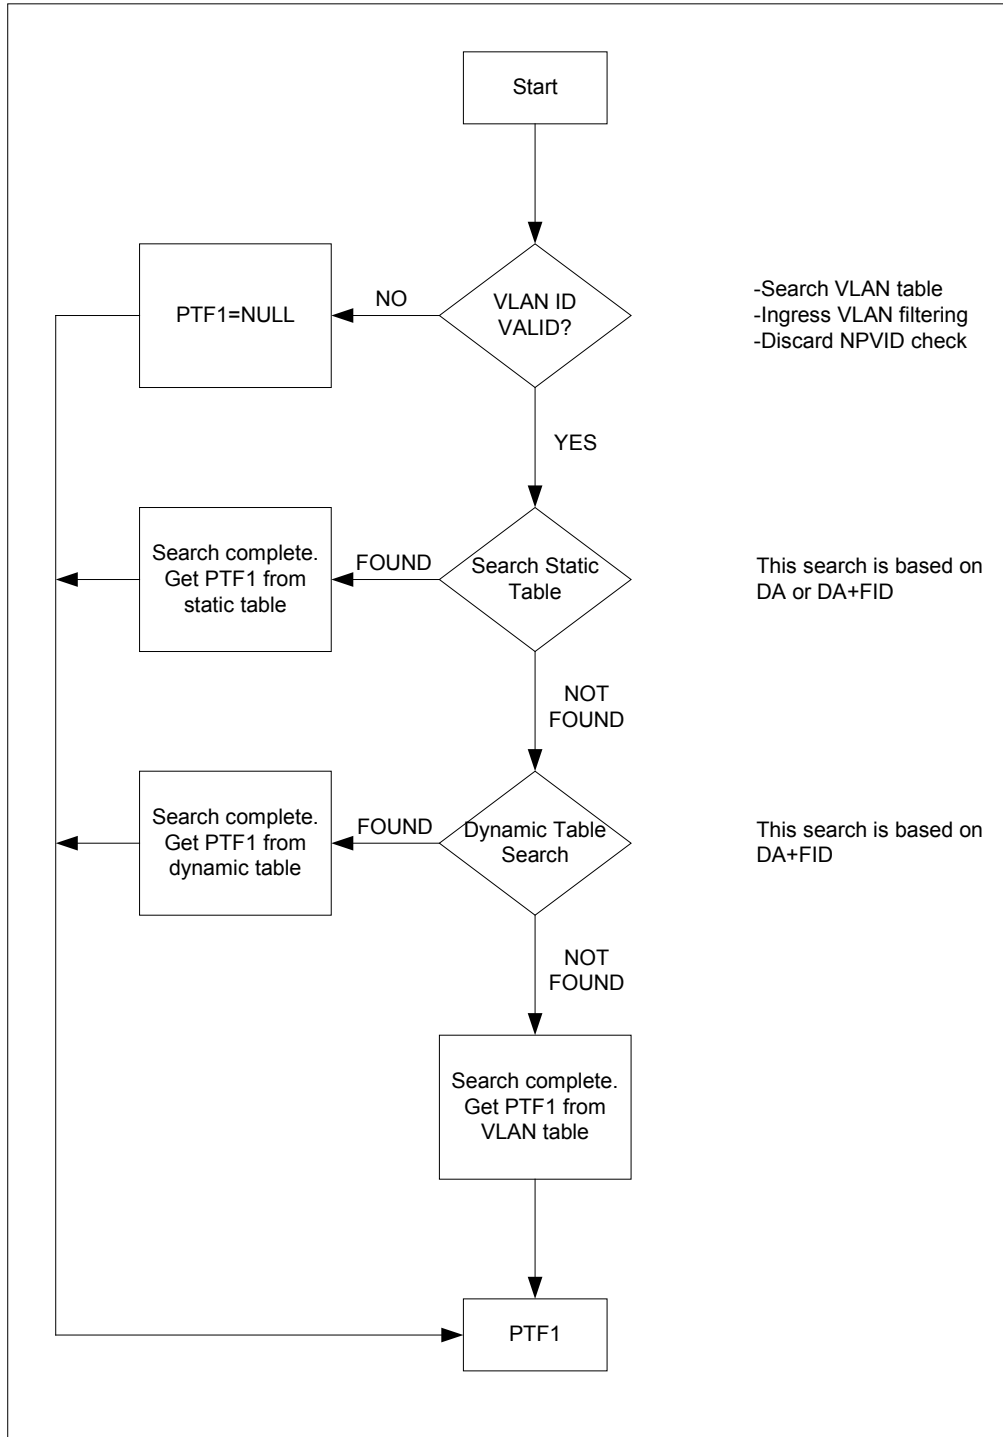 Start
VLAN ID
VALID?
NO
PTF1=NULL
-Search VLAN table
-Ingress VLAN filtering
-Discard NPVID check
YES
Search Static
Table
FOUND
Search complete.
Get PTF1 from
static table
This search is based on
DA or DA+FID
NOT
FOUND
Dynamic Table
Search
FOUND
Search complete.
Get PTF1 from
dynamic table
This search is based on
DA+FID
NOT
FOUND
Search complete.
Get PTF1 from
VLAN table
PTF1